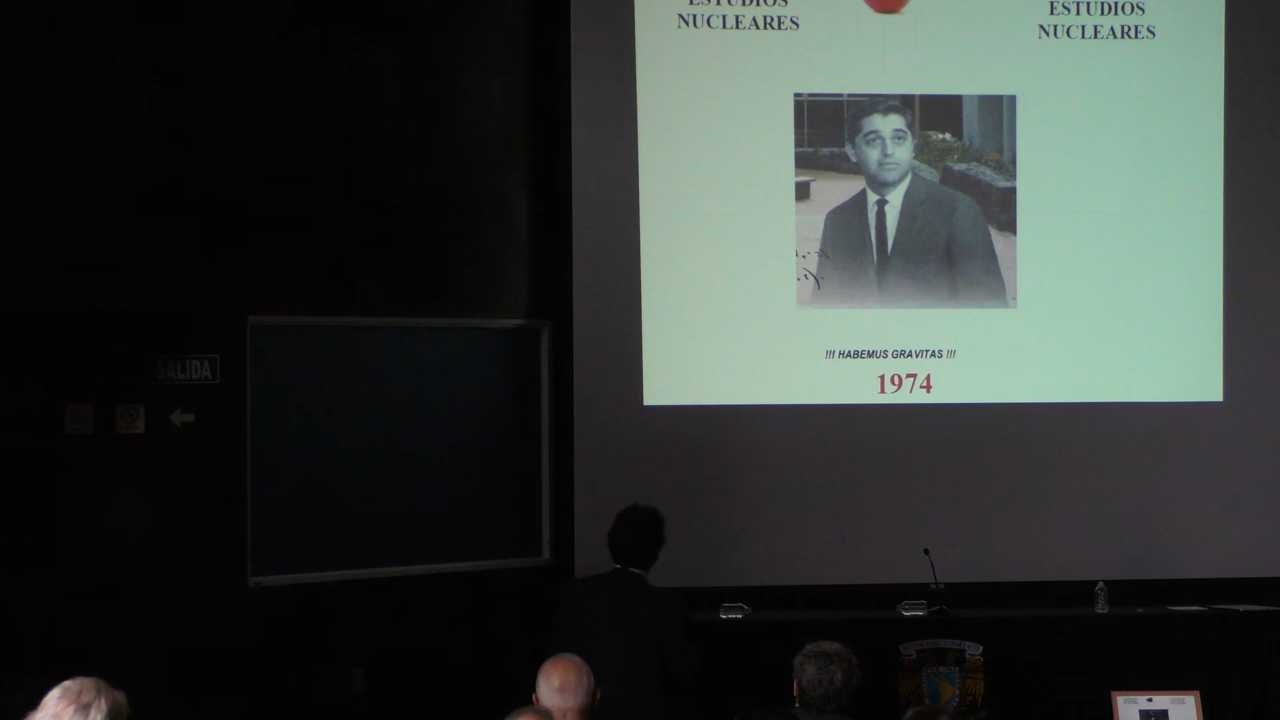 ESTUDIOS
NUCLEARES
ESTUDIOS
NUCLEARES
!!! HABEMUS GRAVITAS !!!
1974
SALIDA